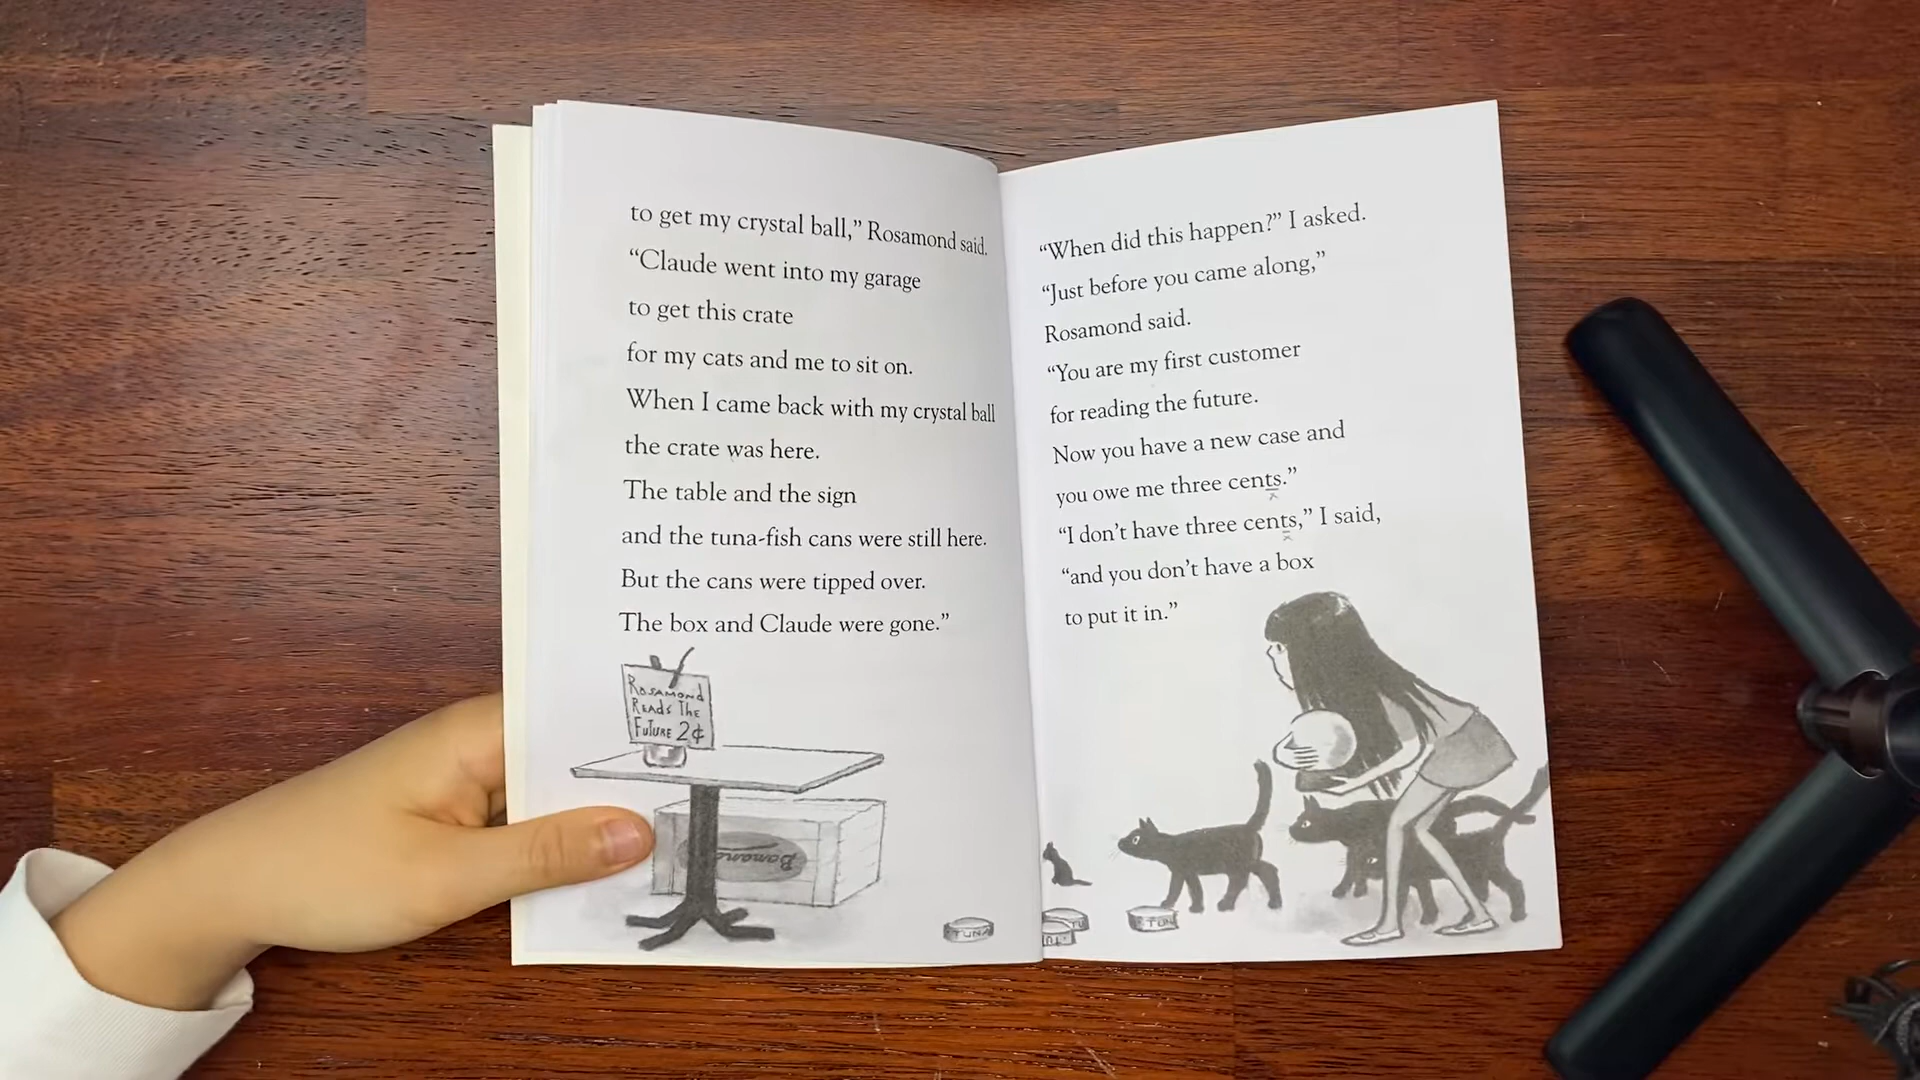 to get my crystal ball,” Rosamond said.
“Claude went into my garage
to get this crate
for my cats and me to sit on.
When I came back with my crystal ball
the crate was here.
The table and the sign
and the tuna-fish cans were still here.
But the cans were tipped over.
The box and Claude were gone.”
ROSAMOND
READS THE
FUTURE 2¢
Banana
TUNA
“When did this happen?” I asked.
“Just before you came along,”
Rosamond said.
“You are my first customer
for reading the future.
Now you have a new case and
you owe me three cents.”
“I don’t have three cents,” I said,
“and you don’t have a box
to put it in.”
TU
TUN